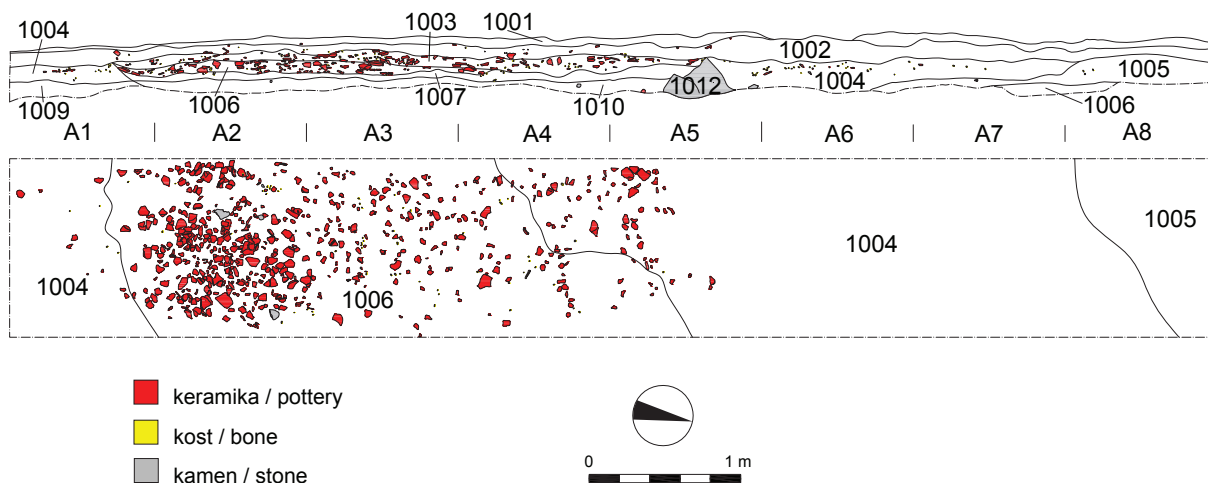 1003 1001
1004 1002
1005
1012 1004
1009 1006 1007 1010 1006
A1 | A2 | A3 | A4 | A5 | A6 | A7 | A8
1005
1004
1004 1006
keramika / pottery
kost / bone
kamen / stone
0 1 m